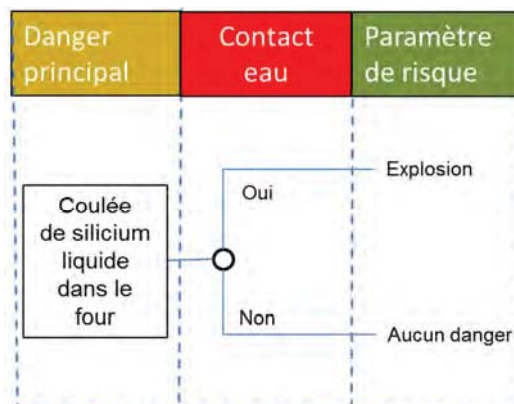 Danger
principal
Contact
eau
Paramètre
de risque
Explosion
Oui
Coulée
de silicium
liquide
dans le
four
Non
Aucun danger